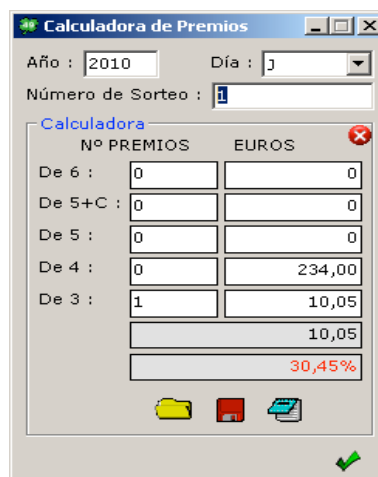 Calculadora de Premios
Año : 2010 Día : J
Número de Sorteo : 1
Calculadora
Nº PREMIOS EUROS
De 6 : 0 0
De 5+C : 0 0
De 5 : 0 0
De 4 : 0 234,00
De 3 : 1 10,05
10,05
30,45%